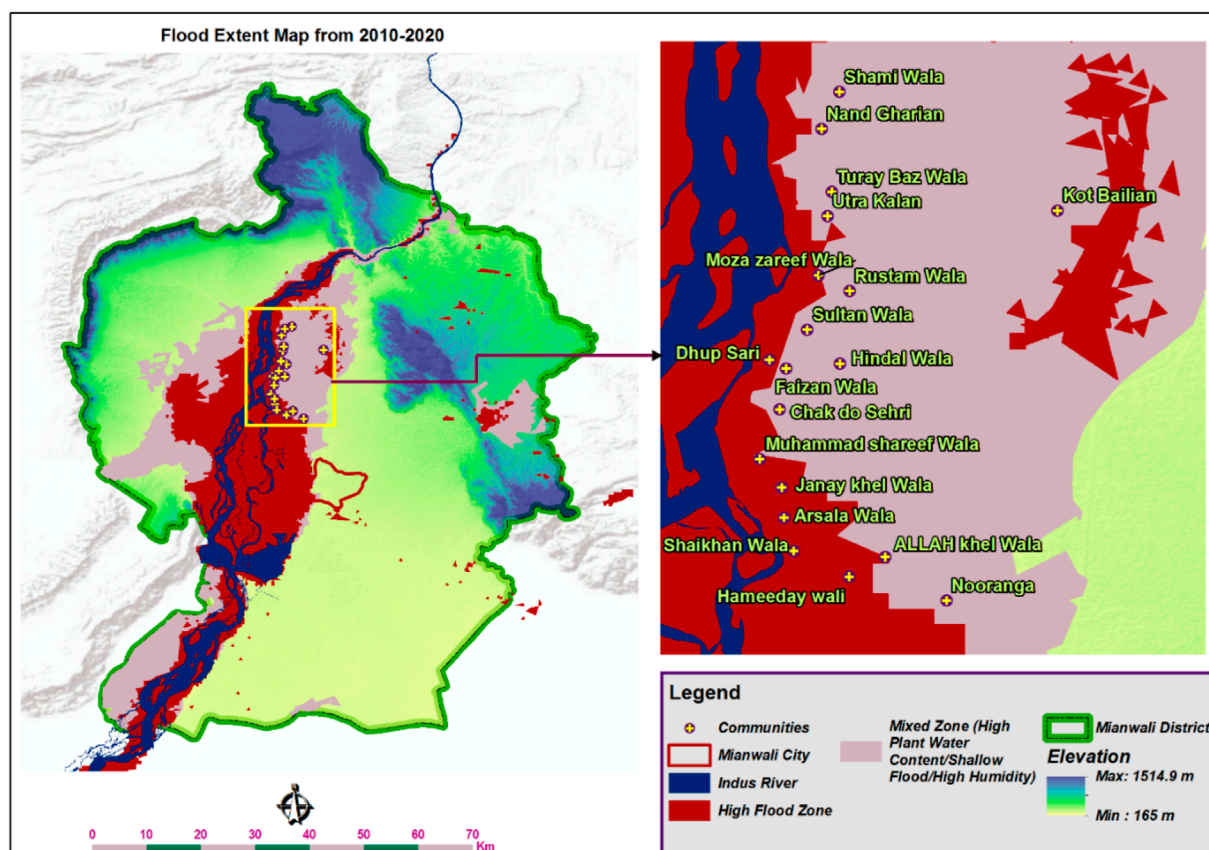 Flood Extent Map from 2010-2020
Shami Wala
Nand Gharian
Turay Baz Wala
Utra Kalan
Kot Bailian
Moza zareef Wala
Rustam Wala
Sultan Wala
Dhup Sari
Hindal Wala
Faizan Wala
Chak do Sehri
Muhammad shareef Wala
Janay khel Wala
Arsala Wala
Shaikhan Wala
ALLAH khel Wala
Hameeday wali
Nooranga
Legend
Communities
Mianwali City
Indus River
High Flood Zone
Mixed Zone (High
Plant Water
Content/Shallow
Flood/High Humidity)
Mianwali District
Elevation
Max: 1514.9 m
Min : 165 m
N
0 10 20 30 40 50 60 70
Km